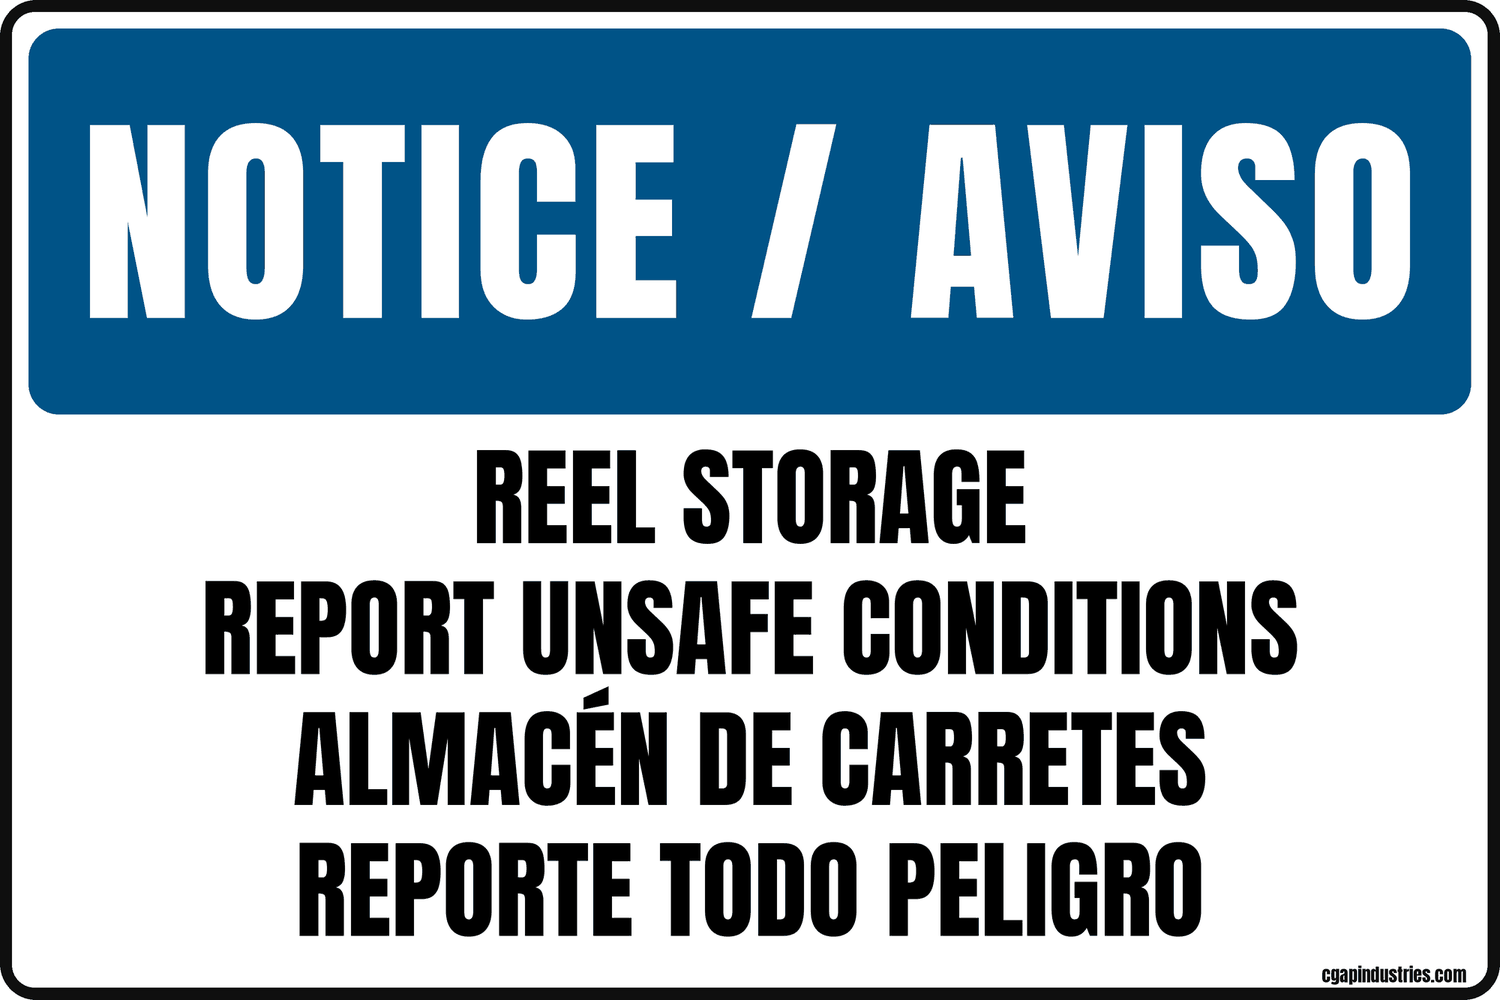 NOTICE / AVISO
REEL STORAGE
REPORT UNSAFE CONDITIONS
ALMACÉN DE CARRETES
REPORTE TODO PELIGRO
cgapindustries.com